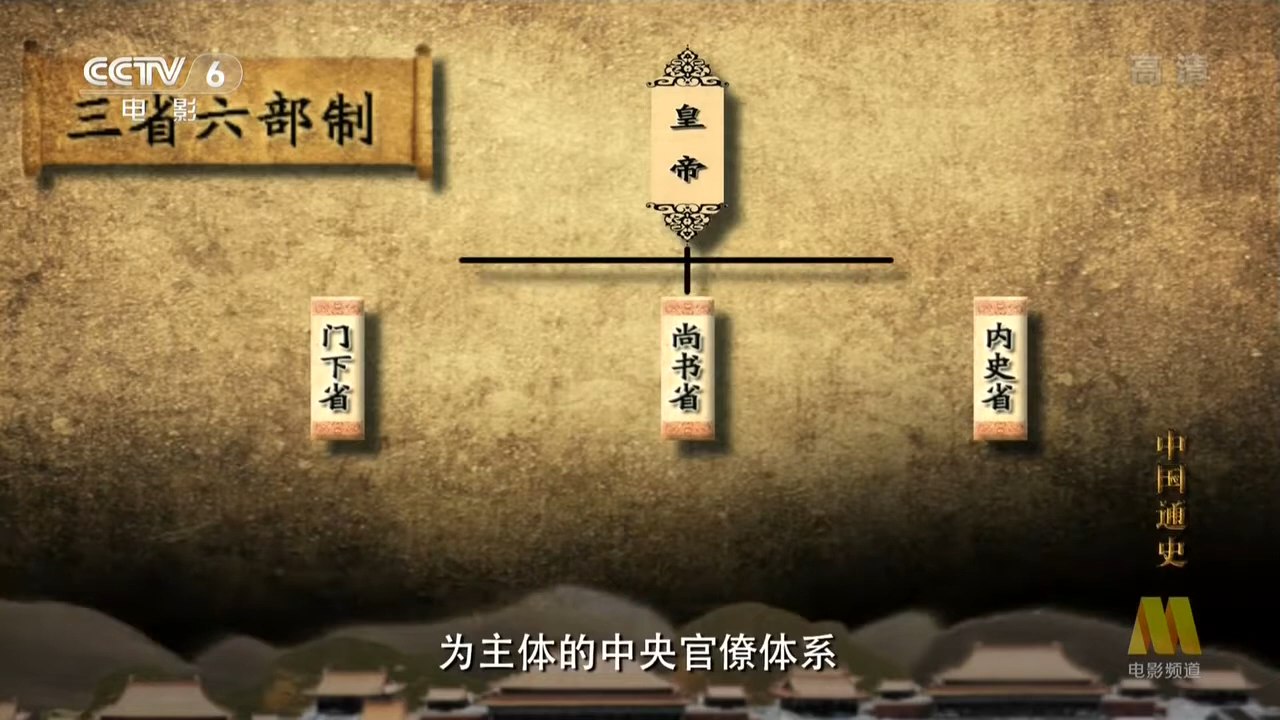 CCTV 6
电影
高清
三省六部制
皇帝
门下省
尚书省
内史省
中国通史
为主体的中央官僚体系
电影频道